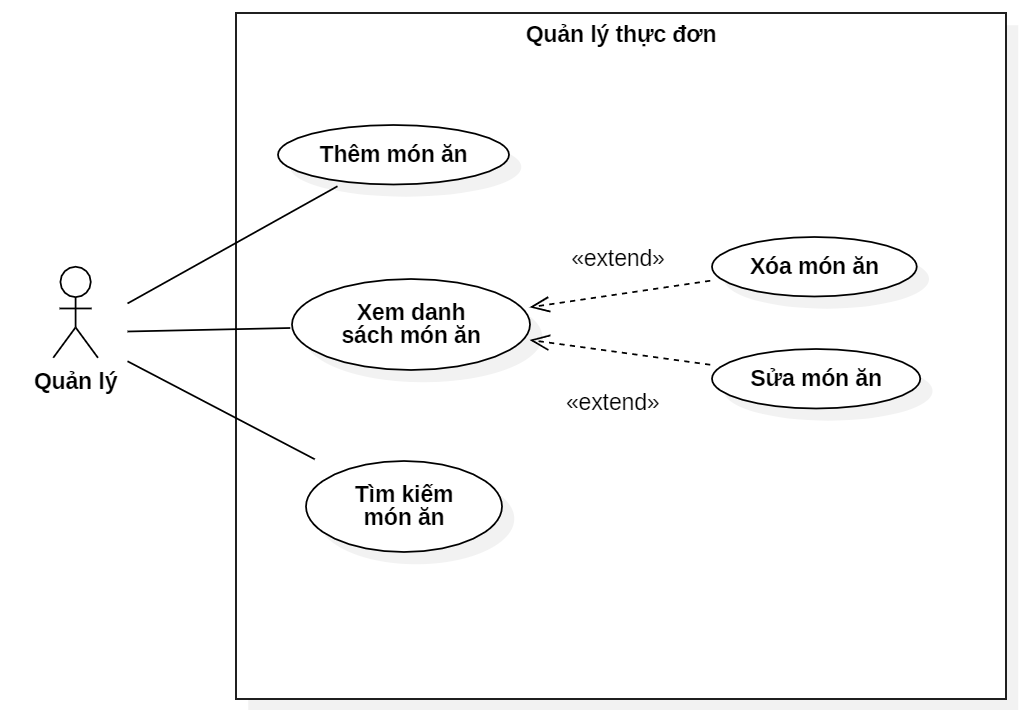 Quản lý thực đơn
Thêm món ăn
«extend»
Xóa món ăn
Xem danh
sách món ăn
Quản lý
Sửa món ăn
«extend»
Tìm kiếm
món ăn